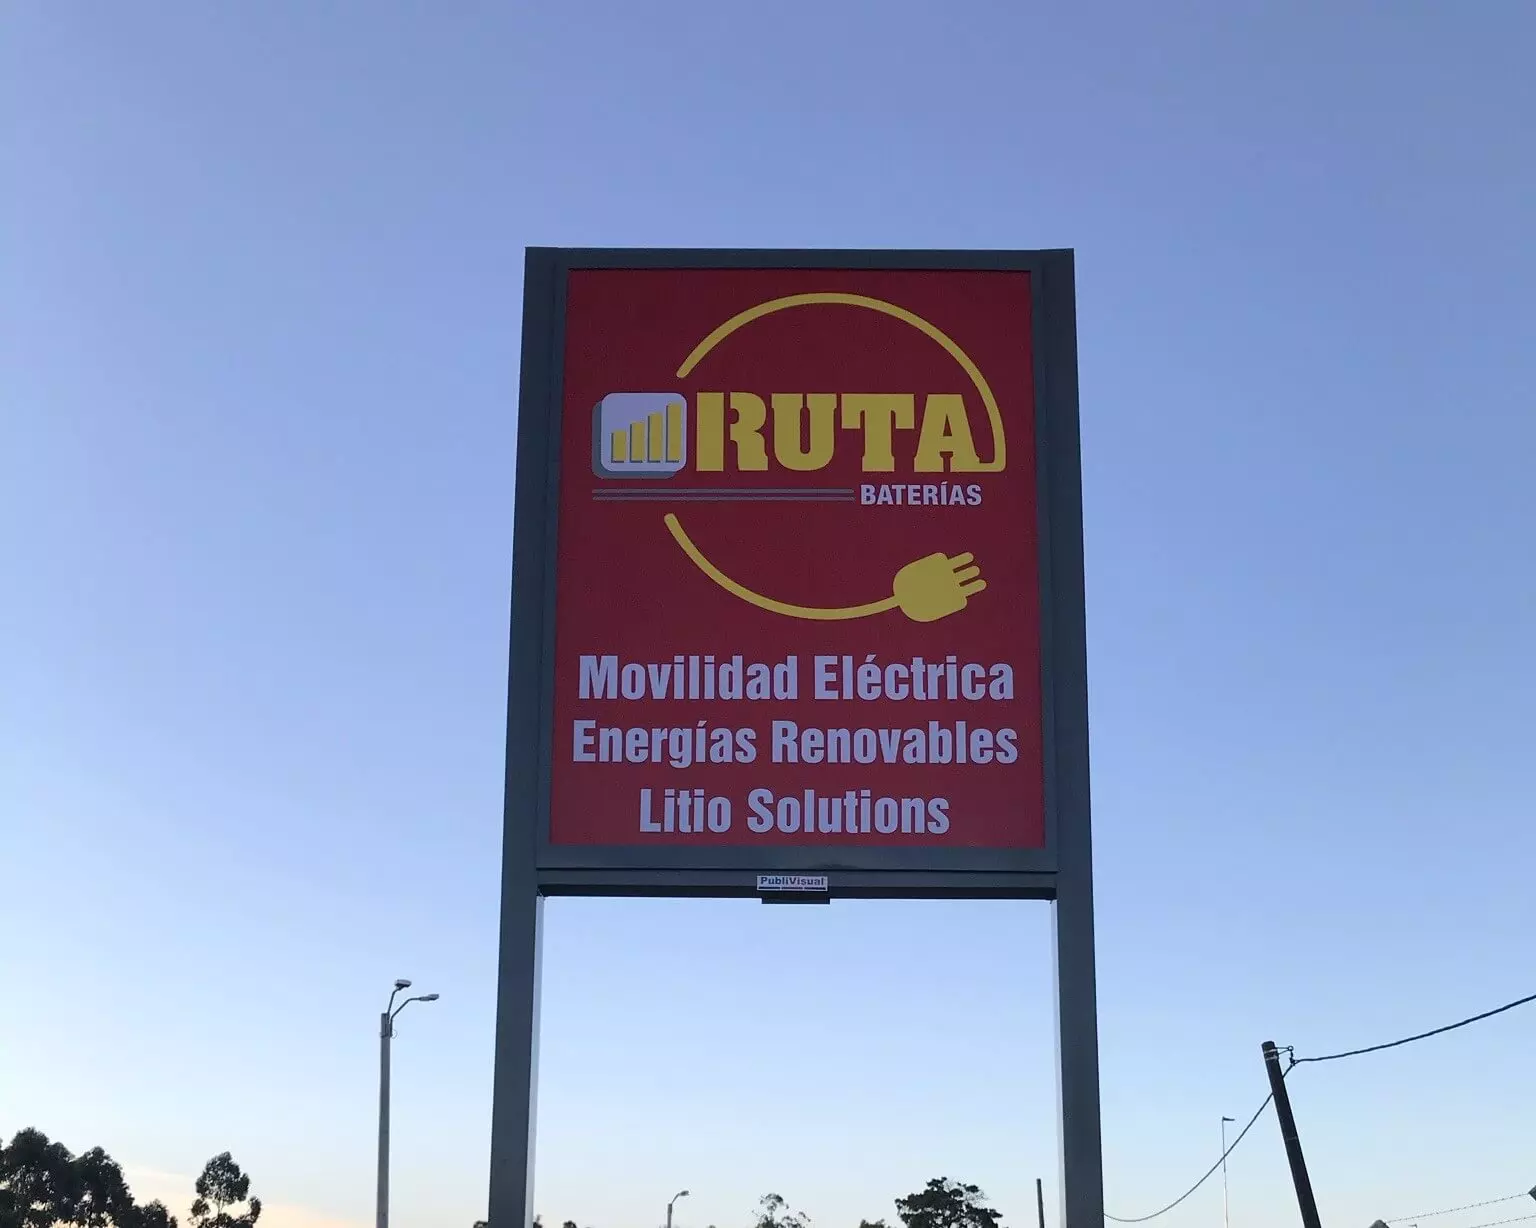 RUTA
BATERÍAS
Movilidad Eléctrica
Energías Renovables
Litio Solutions
PubliVisual